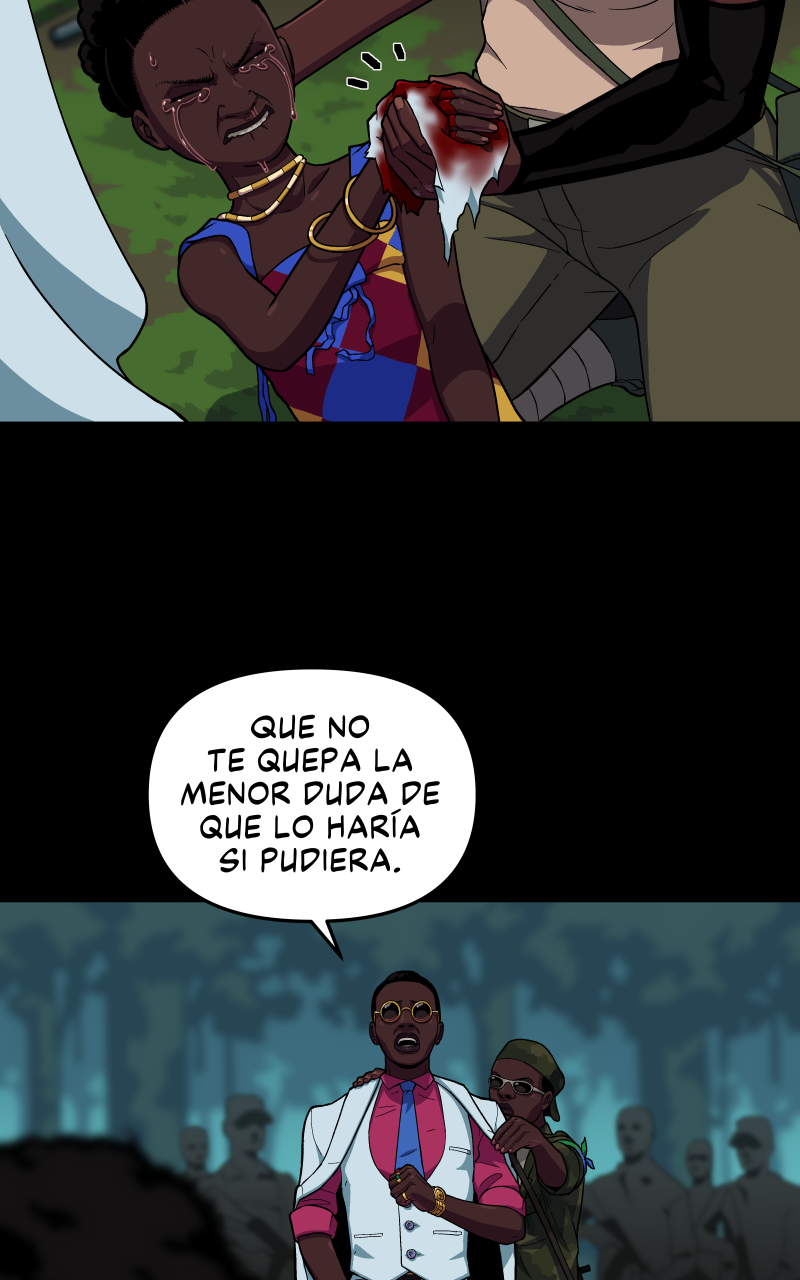 QUE NO
TE QUEPA LA
MENOR DUDA DE
QUE LO HARÍA
SI PUDIERA.